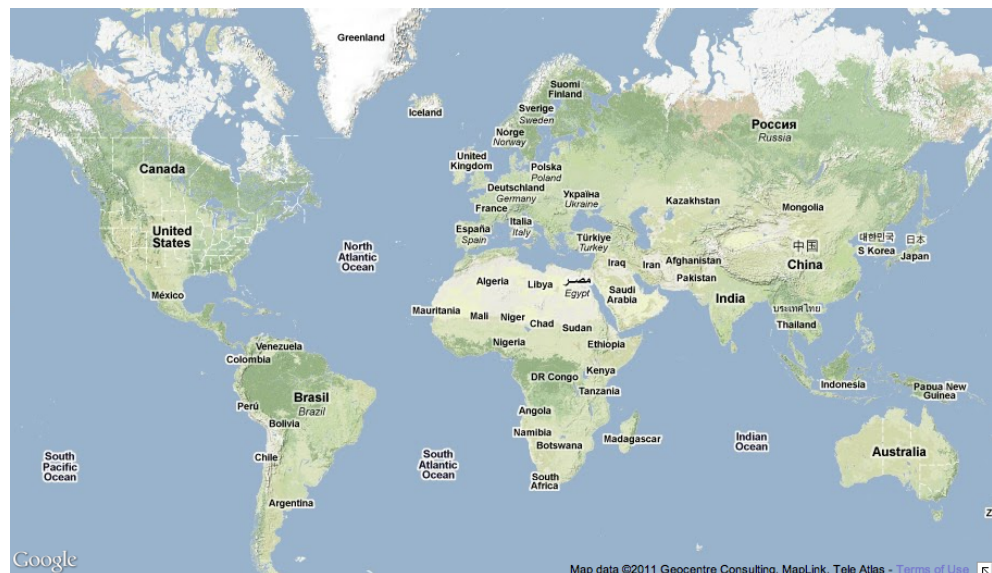 Greenland
Iceland
Suomi
Finland
Sverige
Sweden
Norge
Norway
Россия
Russia
Canada
United
Kingdom
Polska
Poland
Deutschland
Germany
Україна
Ukraine
France
Kazakhstan
Mongolia
United
States
España
Spain
Italia
Italy
Türkiye
Turkey
中国
China
대한민국
S Korea
日本
Japan
North
Atlantic
Ocean
Iraq
Iran
Afghanistan
Pakistan
Algeria
Libya
مصر
Egypt
Saudi
Arabia
India
México
Mauritania
Mali
Niger
Chad
Sudan
ประเทศไทย
Thailand
Nigeria
Ethiopia
Venezuela
Colombia
Kenya
DR Congo
Tanzania
Indonesia
Papua New
Guinea
Brasil
Brazil
Perú
Bolivia
Angola
Namibia
Botswana
Madagascar
Indian
Ocean
Australia
South
Pacific
Ocean
Chile
South
Atlantic
Ocean
South
Africa
Argentina
Z
Google
Map data ©2011 Geocentre Consulting, MapLink, Tele Atlas - Terms of Use